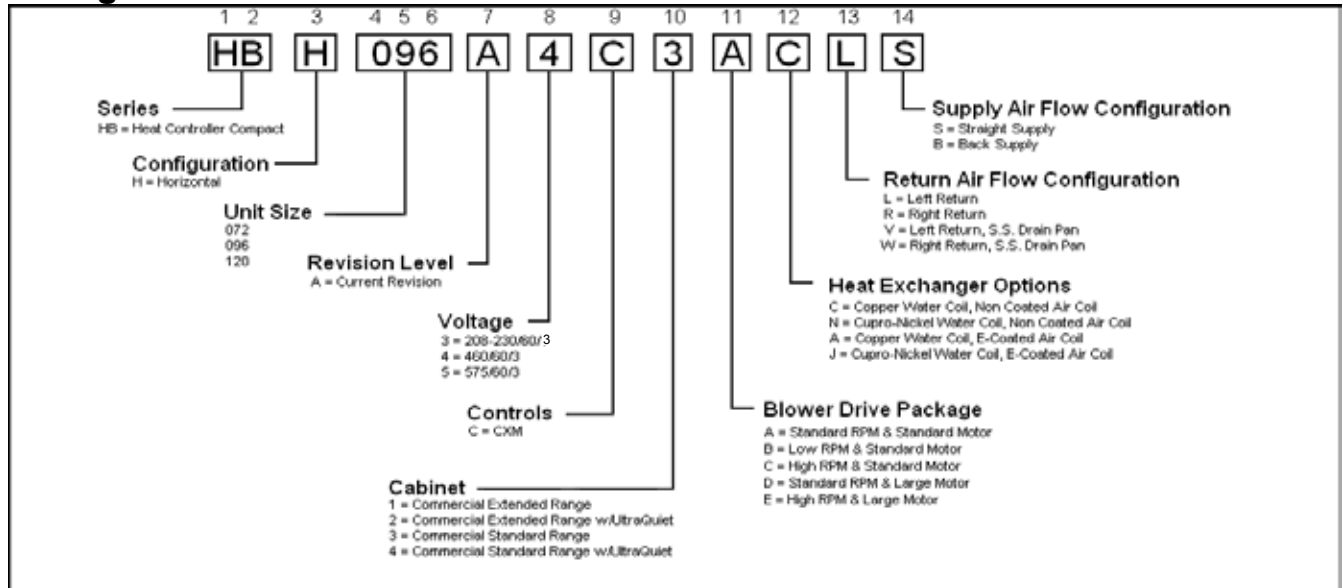 1 2 3 4 5 6 7 8 9 10 11 12 13 14
HB H 096 A 4 C 3 A C L S
Series
HB = Heat Controller Compact
Configuration
H = Horizontal
Unit Size
072
096
120
Revision Level
A = Current Revision
Voltage
3 = 208-230/60/3
4 = 460/60/3
5 = 575/60/3
Controls
C = CXM
Cabinet
1 = Commercial Extended Range
2 = Commercial Extended Range w/UltraQuiet
3 = Commercial Standard Range
4 = Commercial Standard Range w/UltraQuiet
Supply Air Flow Configuration
S = Straight Supply
B = Back Supply
Return Air Flow Configuration
L = Left Return
R = Right Return
V = Left Return, S.S. Drain Pan
W = Right Return, S.S. Drain Pan
Heat Exchanger Options
C = Copper Water Coil, Non Coated Air Coil
N = Cupro-Nickel Water Coil, Non Coated Air Coil
A = Copper Water Coil, E-Coated Air Coil
J = Cupro-Nickel Water Coil, E-Coated Air Coil
Blower Drive Package
A = Standard RPM & Standard Motor
B = Low RPM & Standard Motor
C = High RPM & Standard Motor
D = Standard RPM & Large Motor
E = High RPM & Large Motor